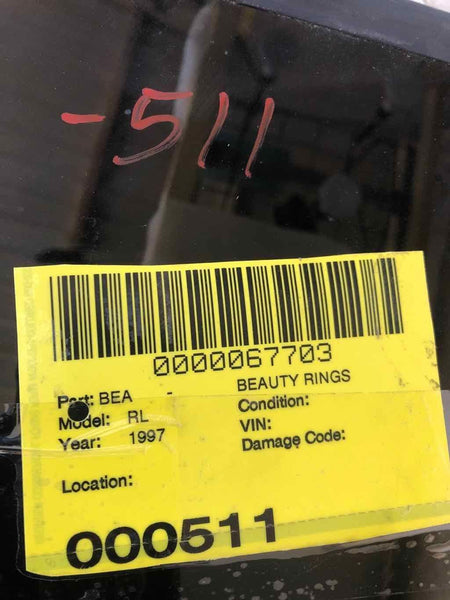 -511
0000067703
Part: BEA - BEAUTY RINGS
Model: RL Condition:
Year: 1997 VIN:
Damage Code:
Location:
000511